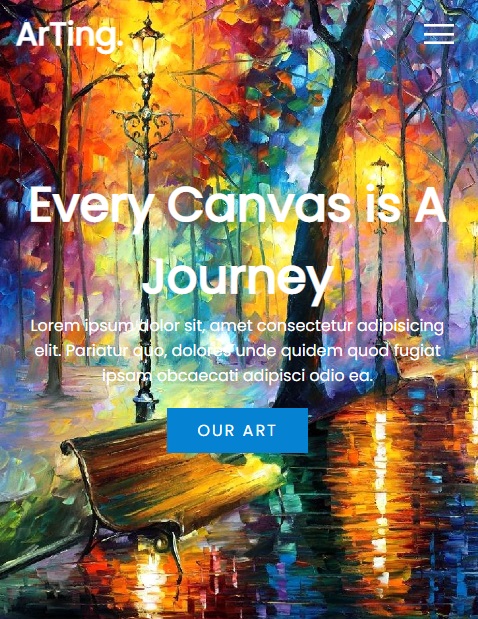 ArTing.
Every Canvas is A
Journey
Lorem ipsum dolor sit, amet consectetur adipisicing
elit. Pariatur quo, dolores unde quidem quod fugiat
ipsam obcaecati adipisci odio ea.
OUR ART